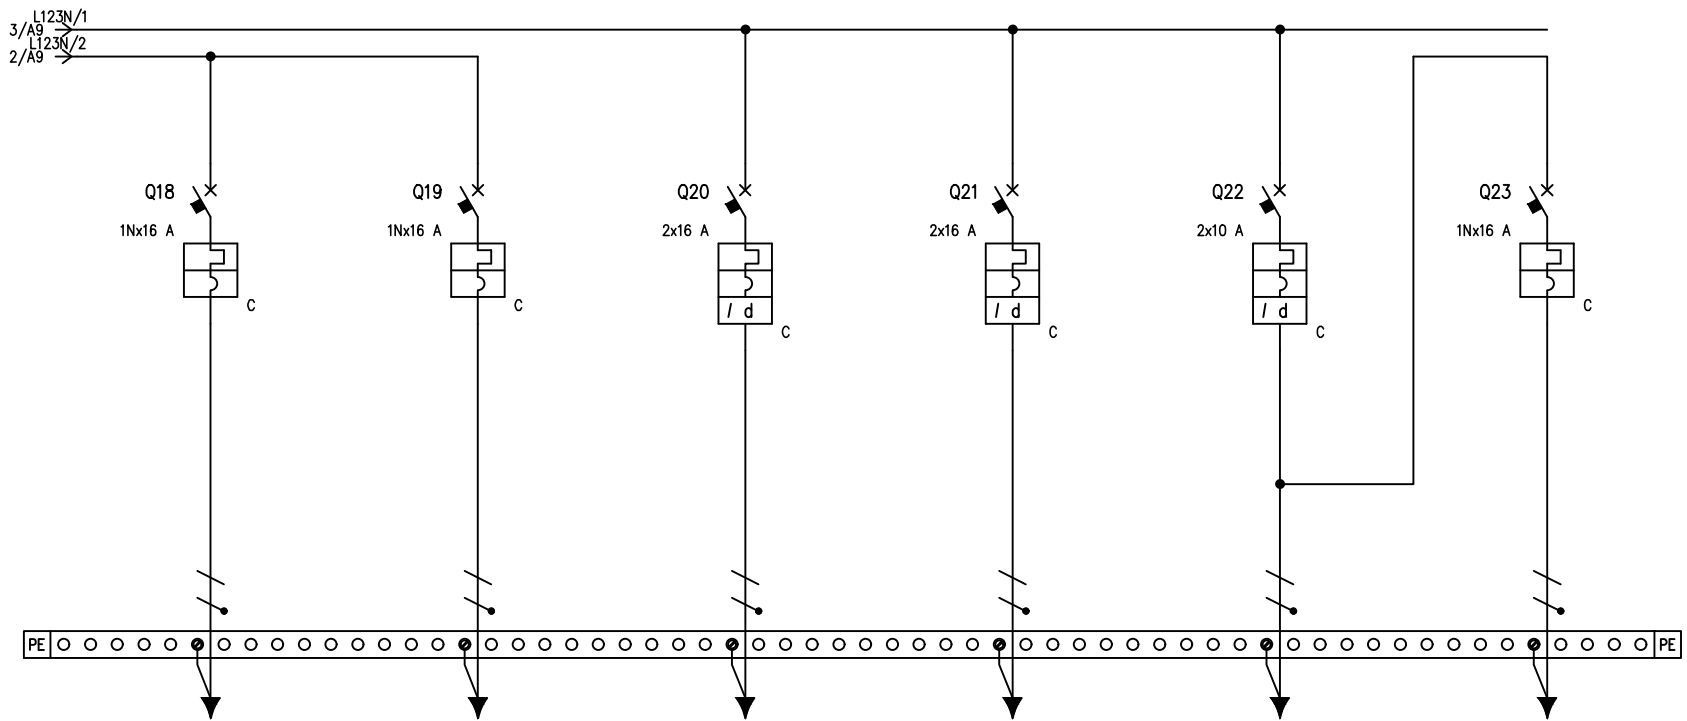 L123N/1
3/A9
L123N/2
2/A9
Q18 Q19 Q20 Q21 Q22 Q23
1Nx16 A 1Nx16 A 2x16 A 2x16 A 2x10 A 1Nx16 A
I d I d I d
C C C C C C
PE PE